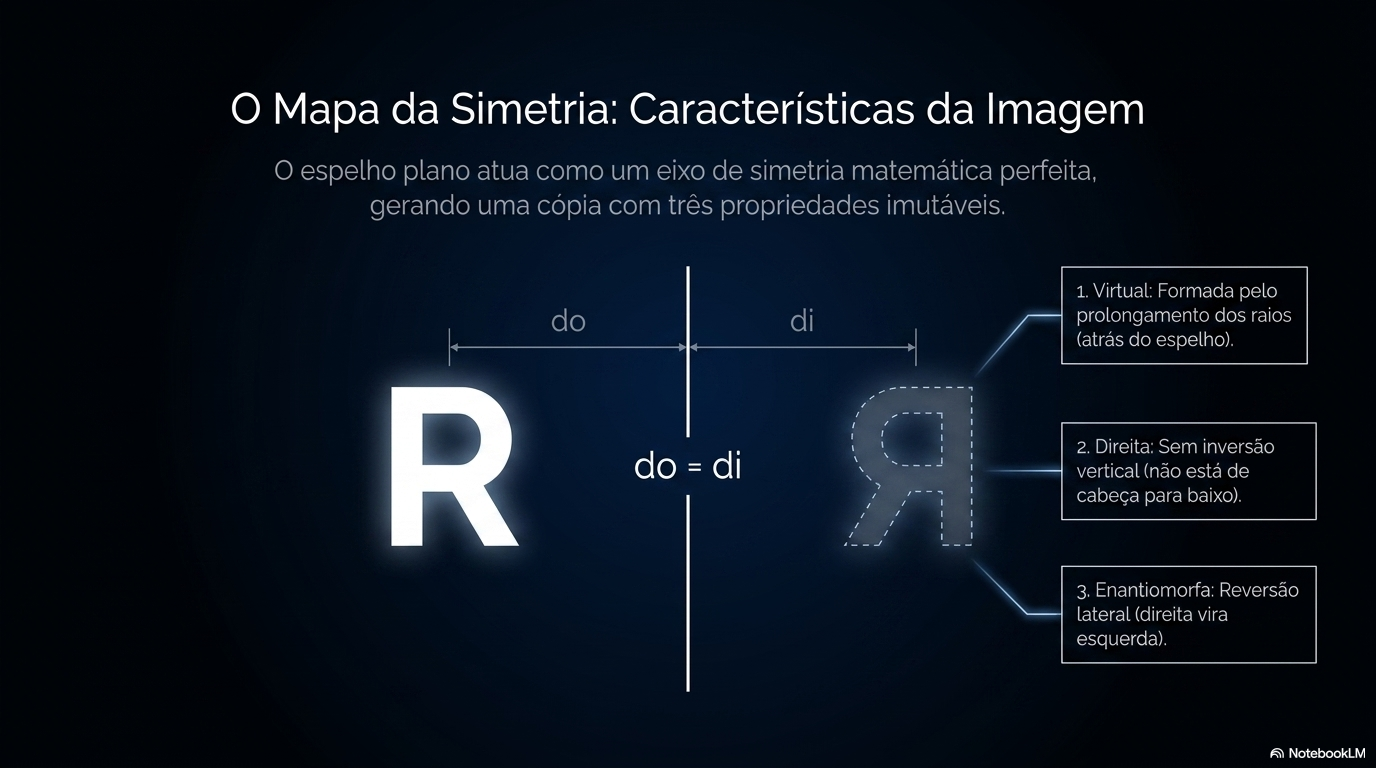 O Mapa da Simetria: Características da Imagem
O espelho plano atua como um eixo de simetria matemática perfeita,
gerando uma cópia com três propriedades imutáveis.
do
di
R
do = di
R
1. Virtual: Formada pelo
prolongamento dos raios
(atrás do espelho).
2. Direita: Sem inversão
vertical (não está de
cabeça para baixo).
3. Enantiomorfa: Reversão
lateral (direita vira
esquerda).
NotebookLM